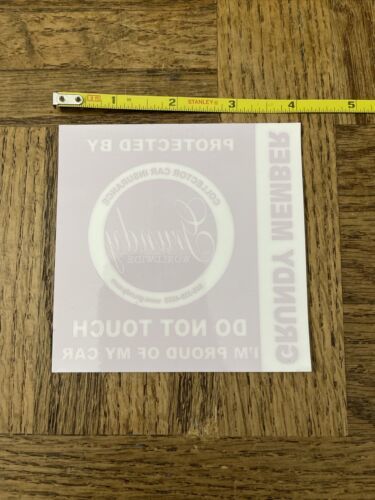 1 2 STANLEY 3 4 5
PROTECTED BY
COLLECTOR CAR INSURANCE
Grundy
WORLDWIDE
DO NOT TOUCH
I'M PROUD OF MY CAR
GRUNDY MEMBER